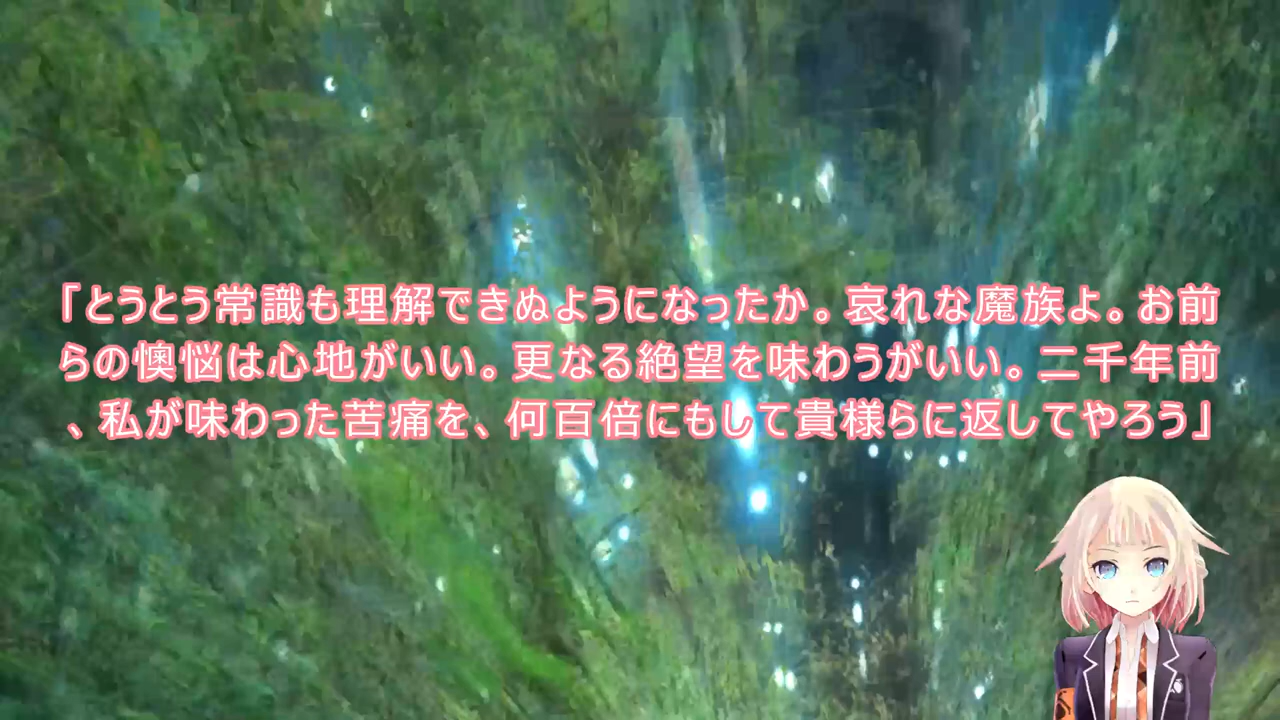 「とうとう常識も理解できぬようになったか。哀れな魔族よ。お前
らの懊悩は心地がいい。更なる絶望を味わうがいい。二千年前
、私が味わった苦痛を、何百倍にもして貴様らに返してやろう」